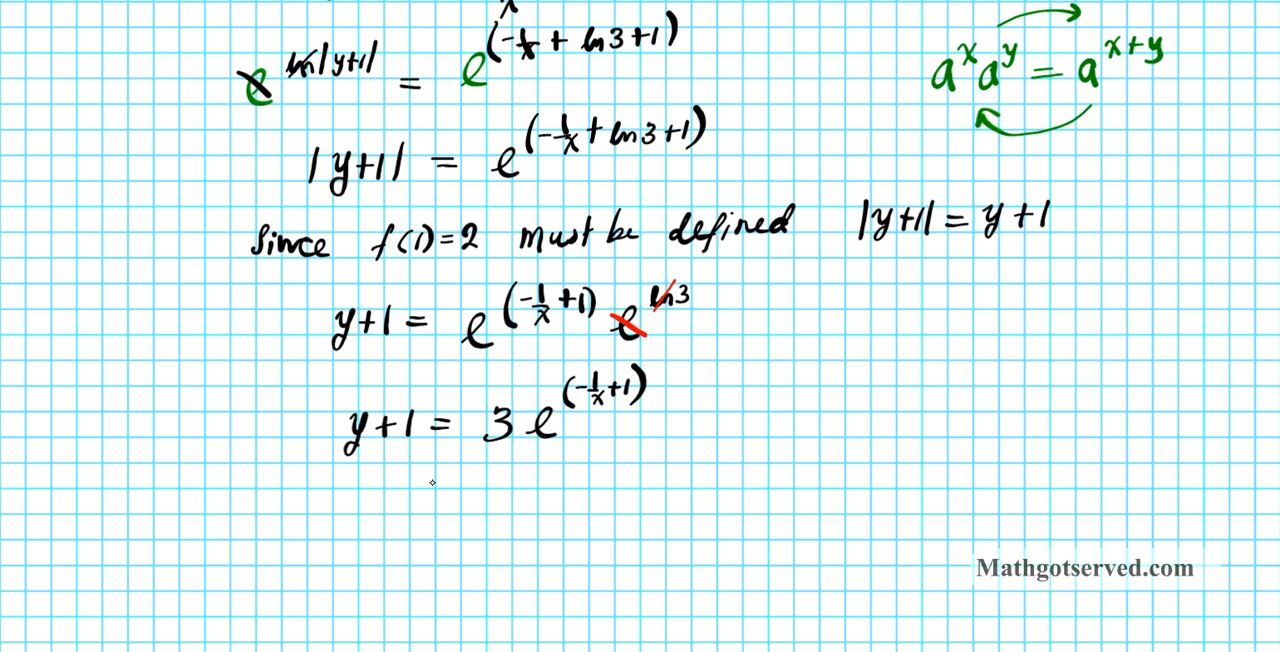 e^{ln|y+1|} = e^{(-1/x + ln3+1)}
a^x a^y = a^{x+y}
|y+1| = e^{(-1/x + ln3+1)}
Since f(1)=2 must be defined |y+1| = y+1
y+1 = e^{(-1/x +1)} e^{ln3}
y+1 = 3e^{(-1/x+1)}
Mathgotserved.com